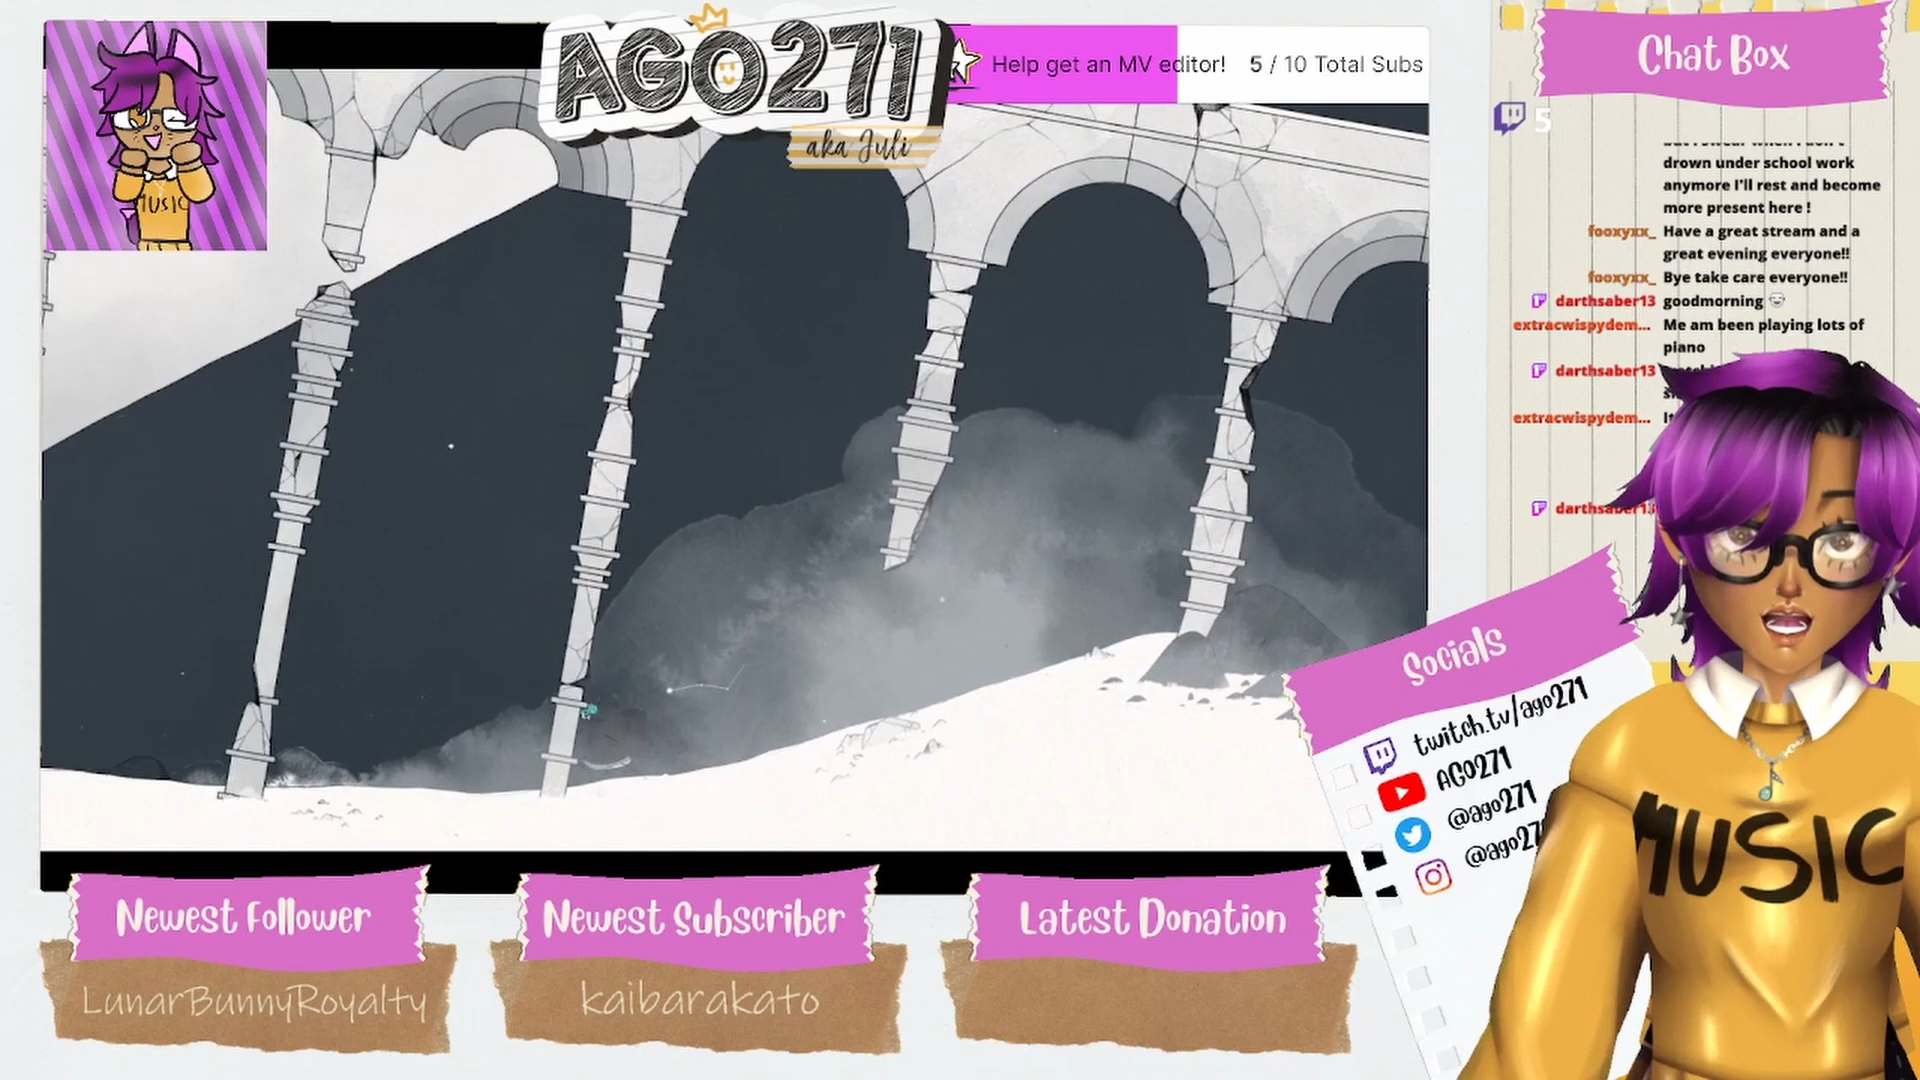 AGO271
aka Juli
Help get an MV editor! 5 / 10 Total Subs
MUSIC
Chat Box
5
drown under school work
anymore I'll rest and become
more present here !
fooxyxx_ Have a great stream and a
great evening everyone!!
fooxyxx_ Bye take care everyone!!
darthsaber13 goodmorning
extracwispydem... Me am been playing lots of
piano
darthsaber13
extracwispydem...
darthsaber13
Socials
twitch.tv/ago271
AGO271
@ago271
@ago27
MUSIC
Newest Follower
LunarBunnyRoyalty
Newest Subscriber
kaibarakato
Latest Donation